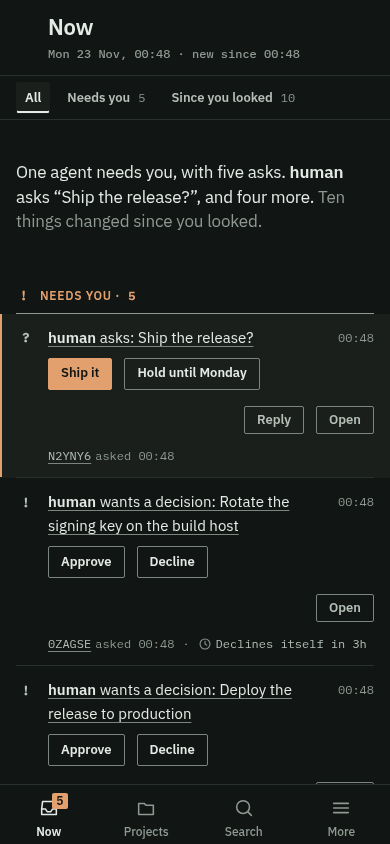 Now
Mon 23 Nov, 00:48 · new since 00:48
All
Needs you 5
Since you looked 10
One agent needs you, with five asks. human
asks “Ship the release?”, and four more. Ten
things changed since you looked.
! NEEDS YOU · 5
? human asks: Ship the release? 00:48
Ship it
Hold until Monday
Reply
Open
N2YNY6 asked 00:48
! human wants a decision: Rotate the 00:48
signing key on the build host
Approve
Decline
Open
0ZAGSE asked 00:48 · Declines itself in 3h
! human wants a decision: Deploy the 00:48
release to production
Approve
Decline
5
Now
Projects
Search
More